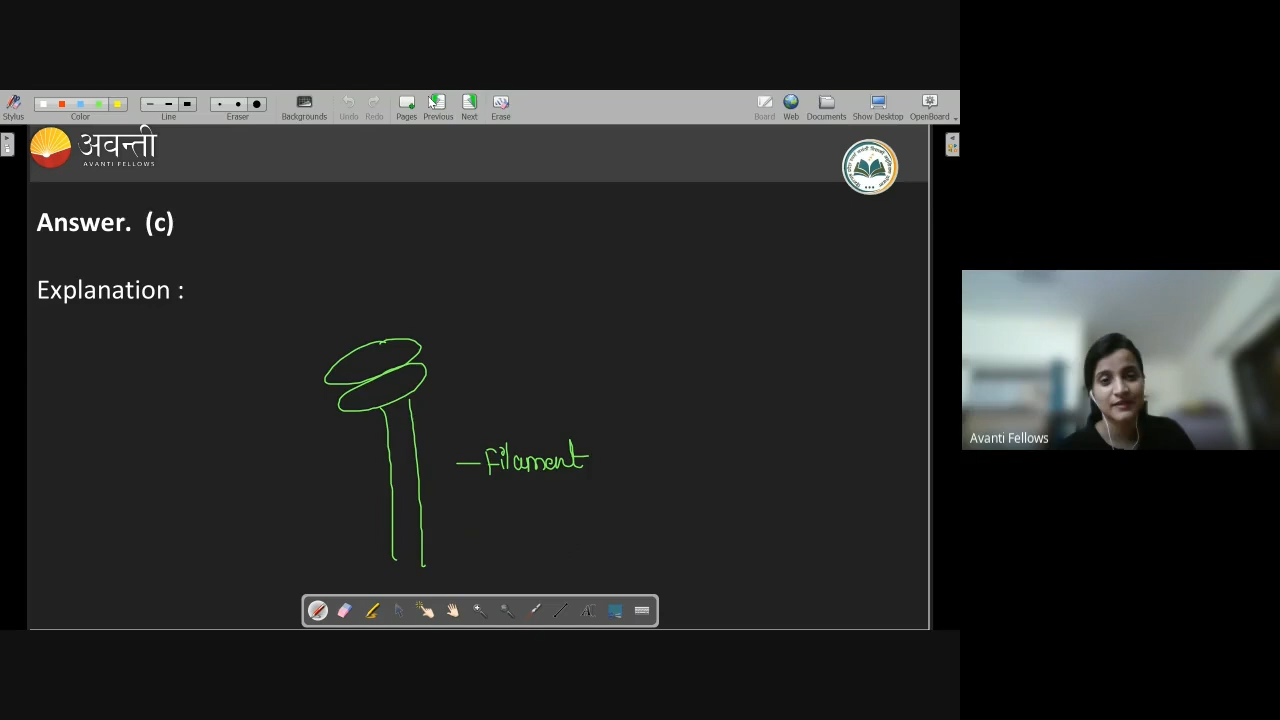 Stylus
Color
Line
Eraser
Backgrounds
Undo
Redo
Pages
Previous
Next
Erase
Board
Web
Documents
Show Desktop
OpenBoard
अवन्ती
AVANTI FELLOWS
Answer. (c)
Explanation :
— Filament
Avanti Fellows